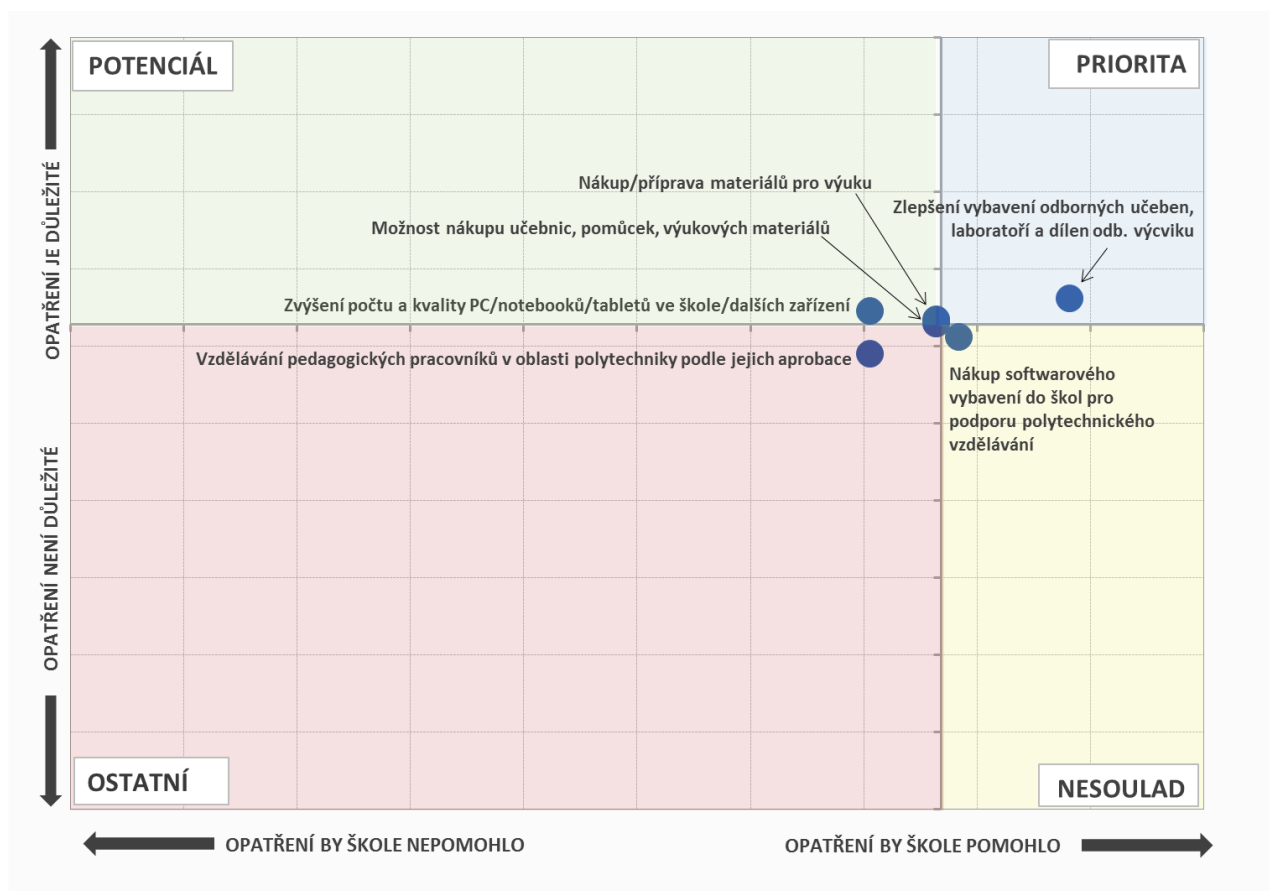 POTENCIÁL
PRIORITA
OPATŘENÍ JE DŮLEŽITÉ
Nákup/příprava materiálů pro výuku
Zlepšení vybavení odborných učeben,
laboratoří a dílen odb. výcviku
Možnost nákupu učebnic, pomůcek, výukových materiálů
Zvýšení počtu a kvality PC/notebooků/tabletů ve škole/dalších zařízení
Vzdělávání pedagogických pracovníků v oblasti polytechniky podle jejich aprobace
Nákup softwarového
vybavení do škol pro
podporu polytechnického
vzdělávání
OPATŘENÍ NENÍ DŮLEŽITÉ
OSTATNÍ
NESOULAD
OPATŘENÍ BY ŠKOLE NEPOMOHLO
OPATŘENÍ BY ŠKOLE POMOHLO